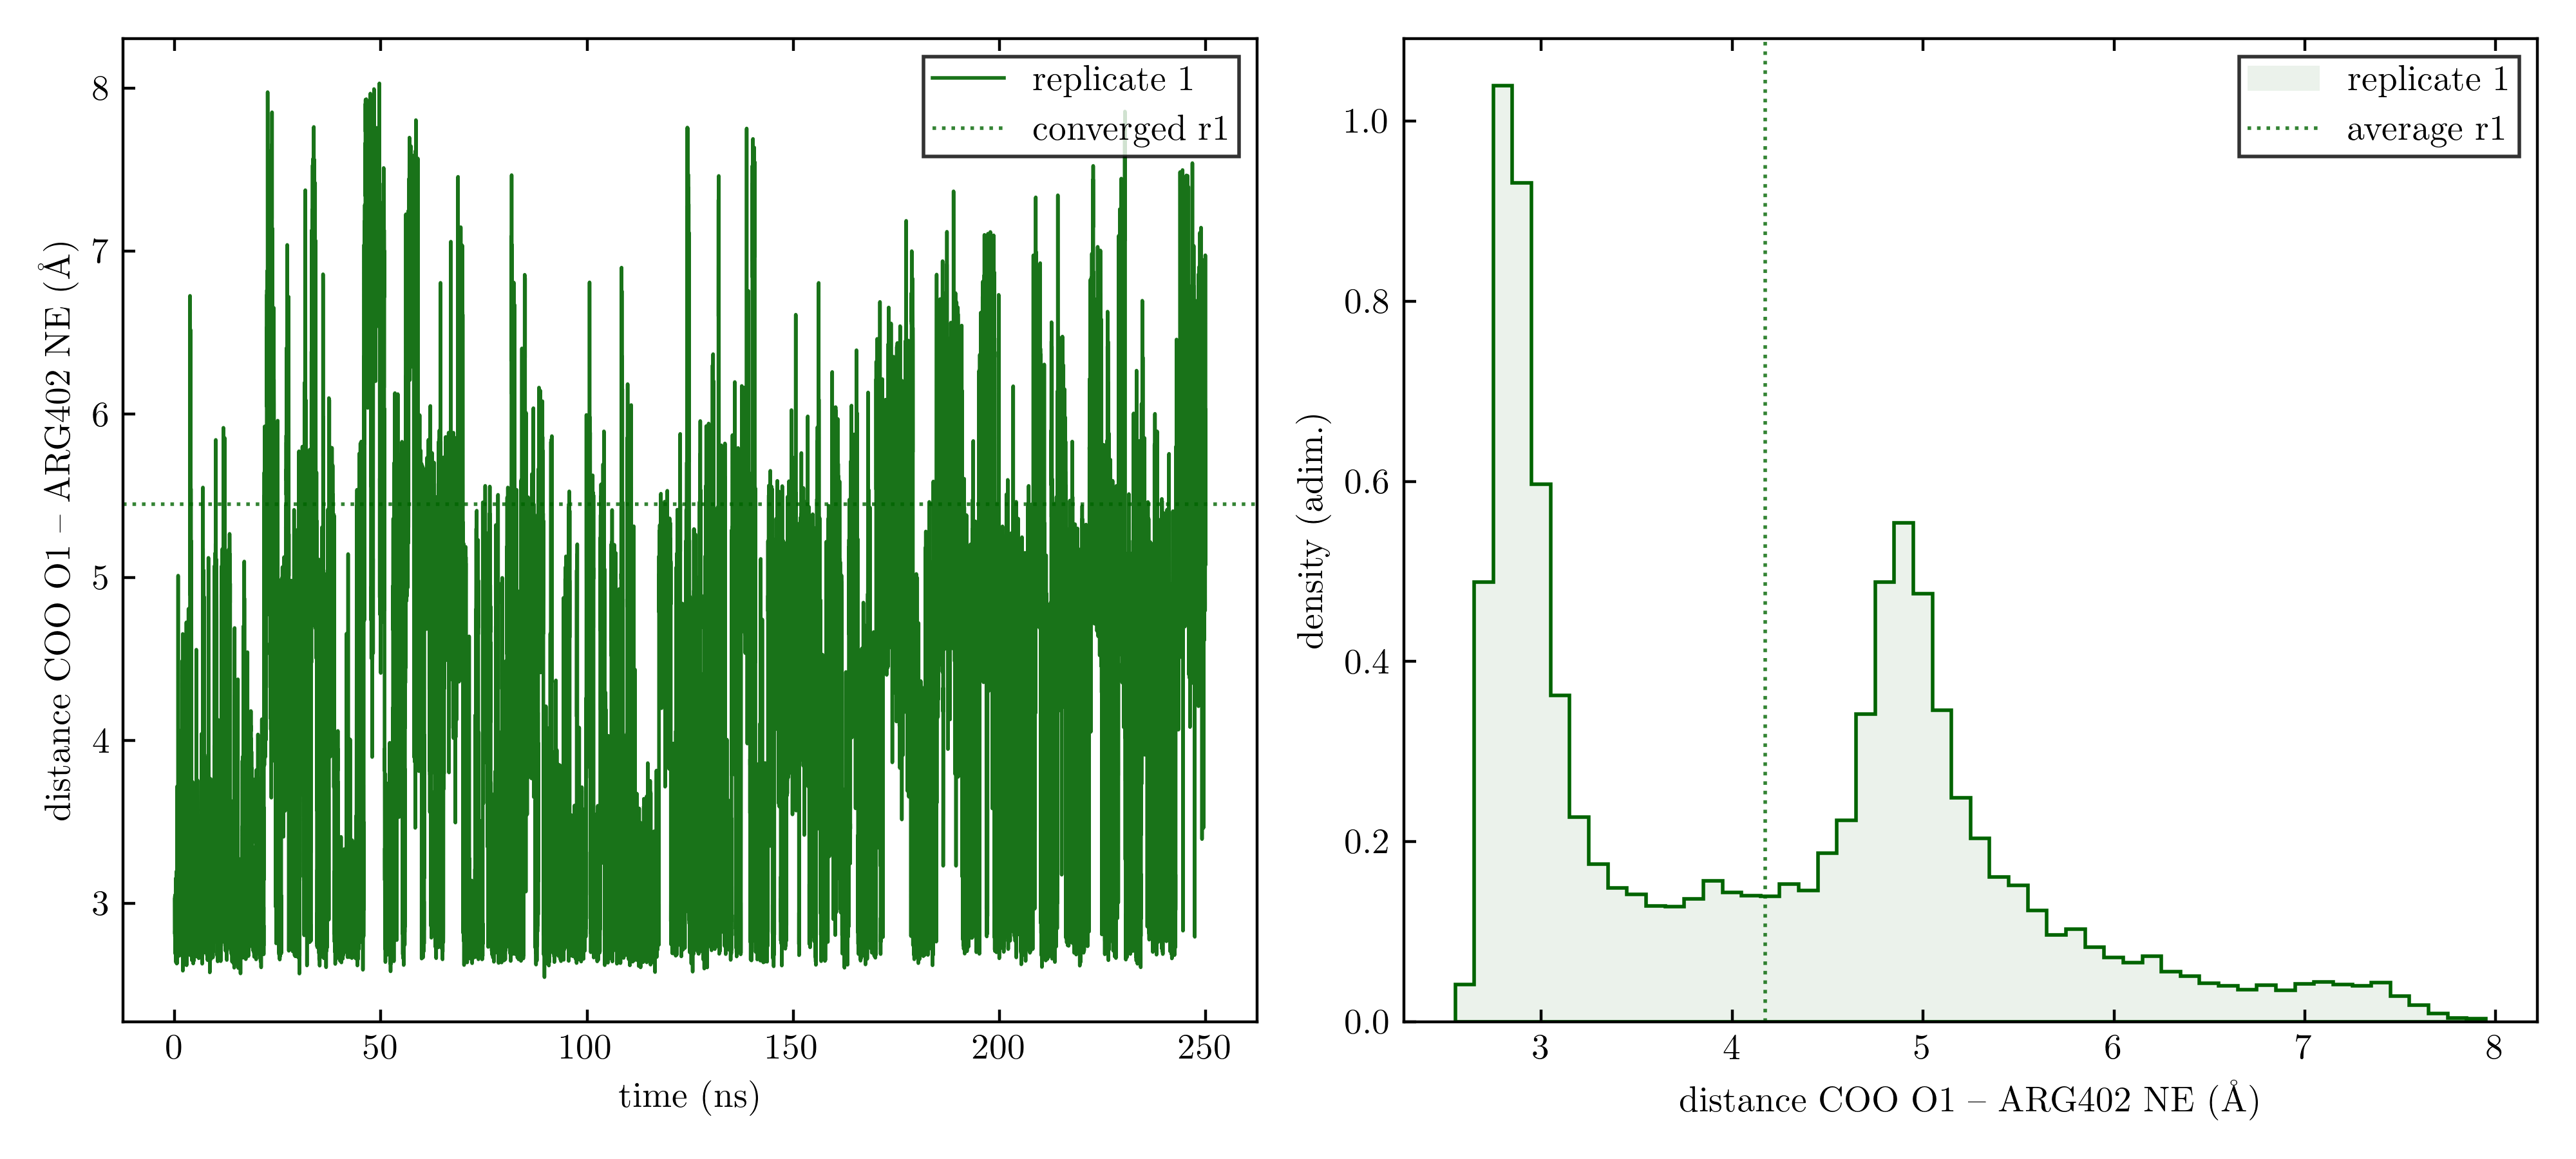 replicate 1
converged r1
8
7
6
5
4
3
distance COO O1 – ARG402 NE (Å)
0 50 100 150 200 250
time (ns)
replicate 1
average r1
1.0
0.8
0.6
0.4
0.2
0.0
density (adim.)
3 4 5 6 7 8
distance COO O1 – ARG402 NE (Å)